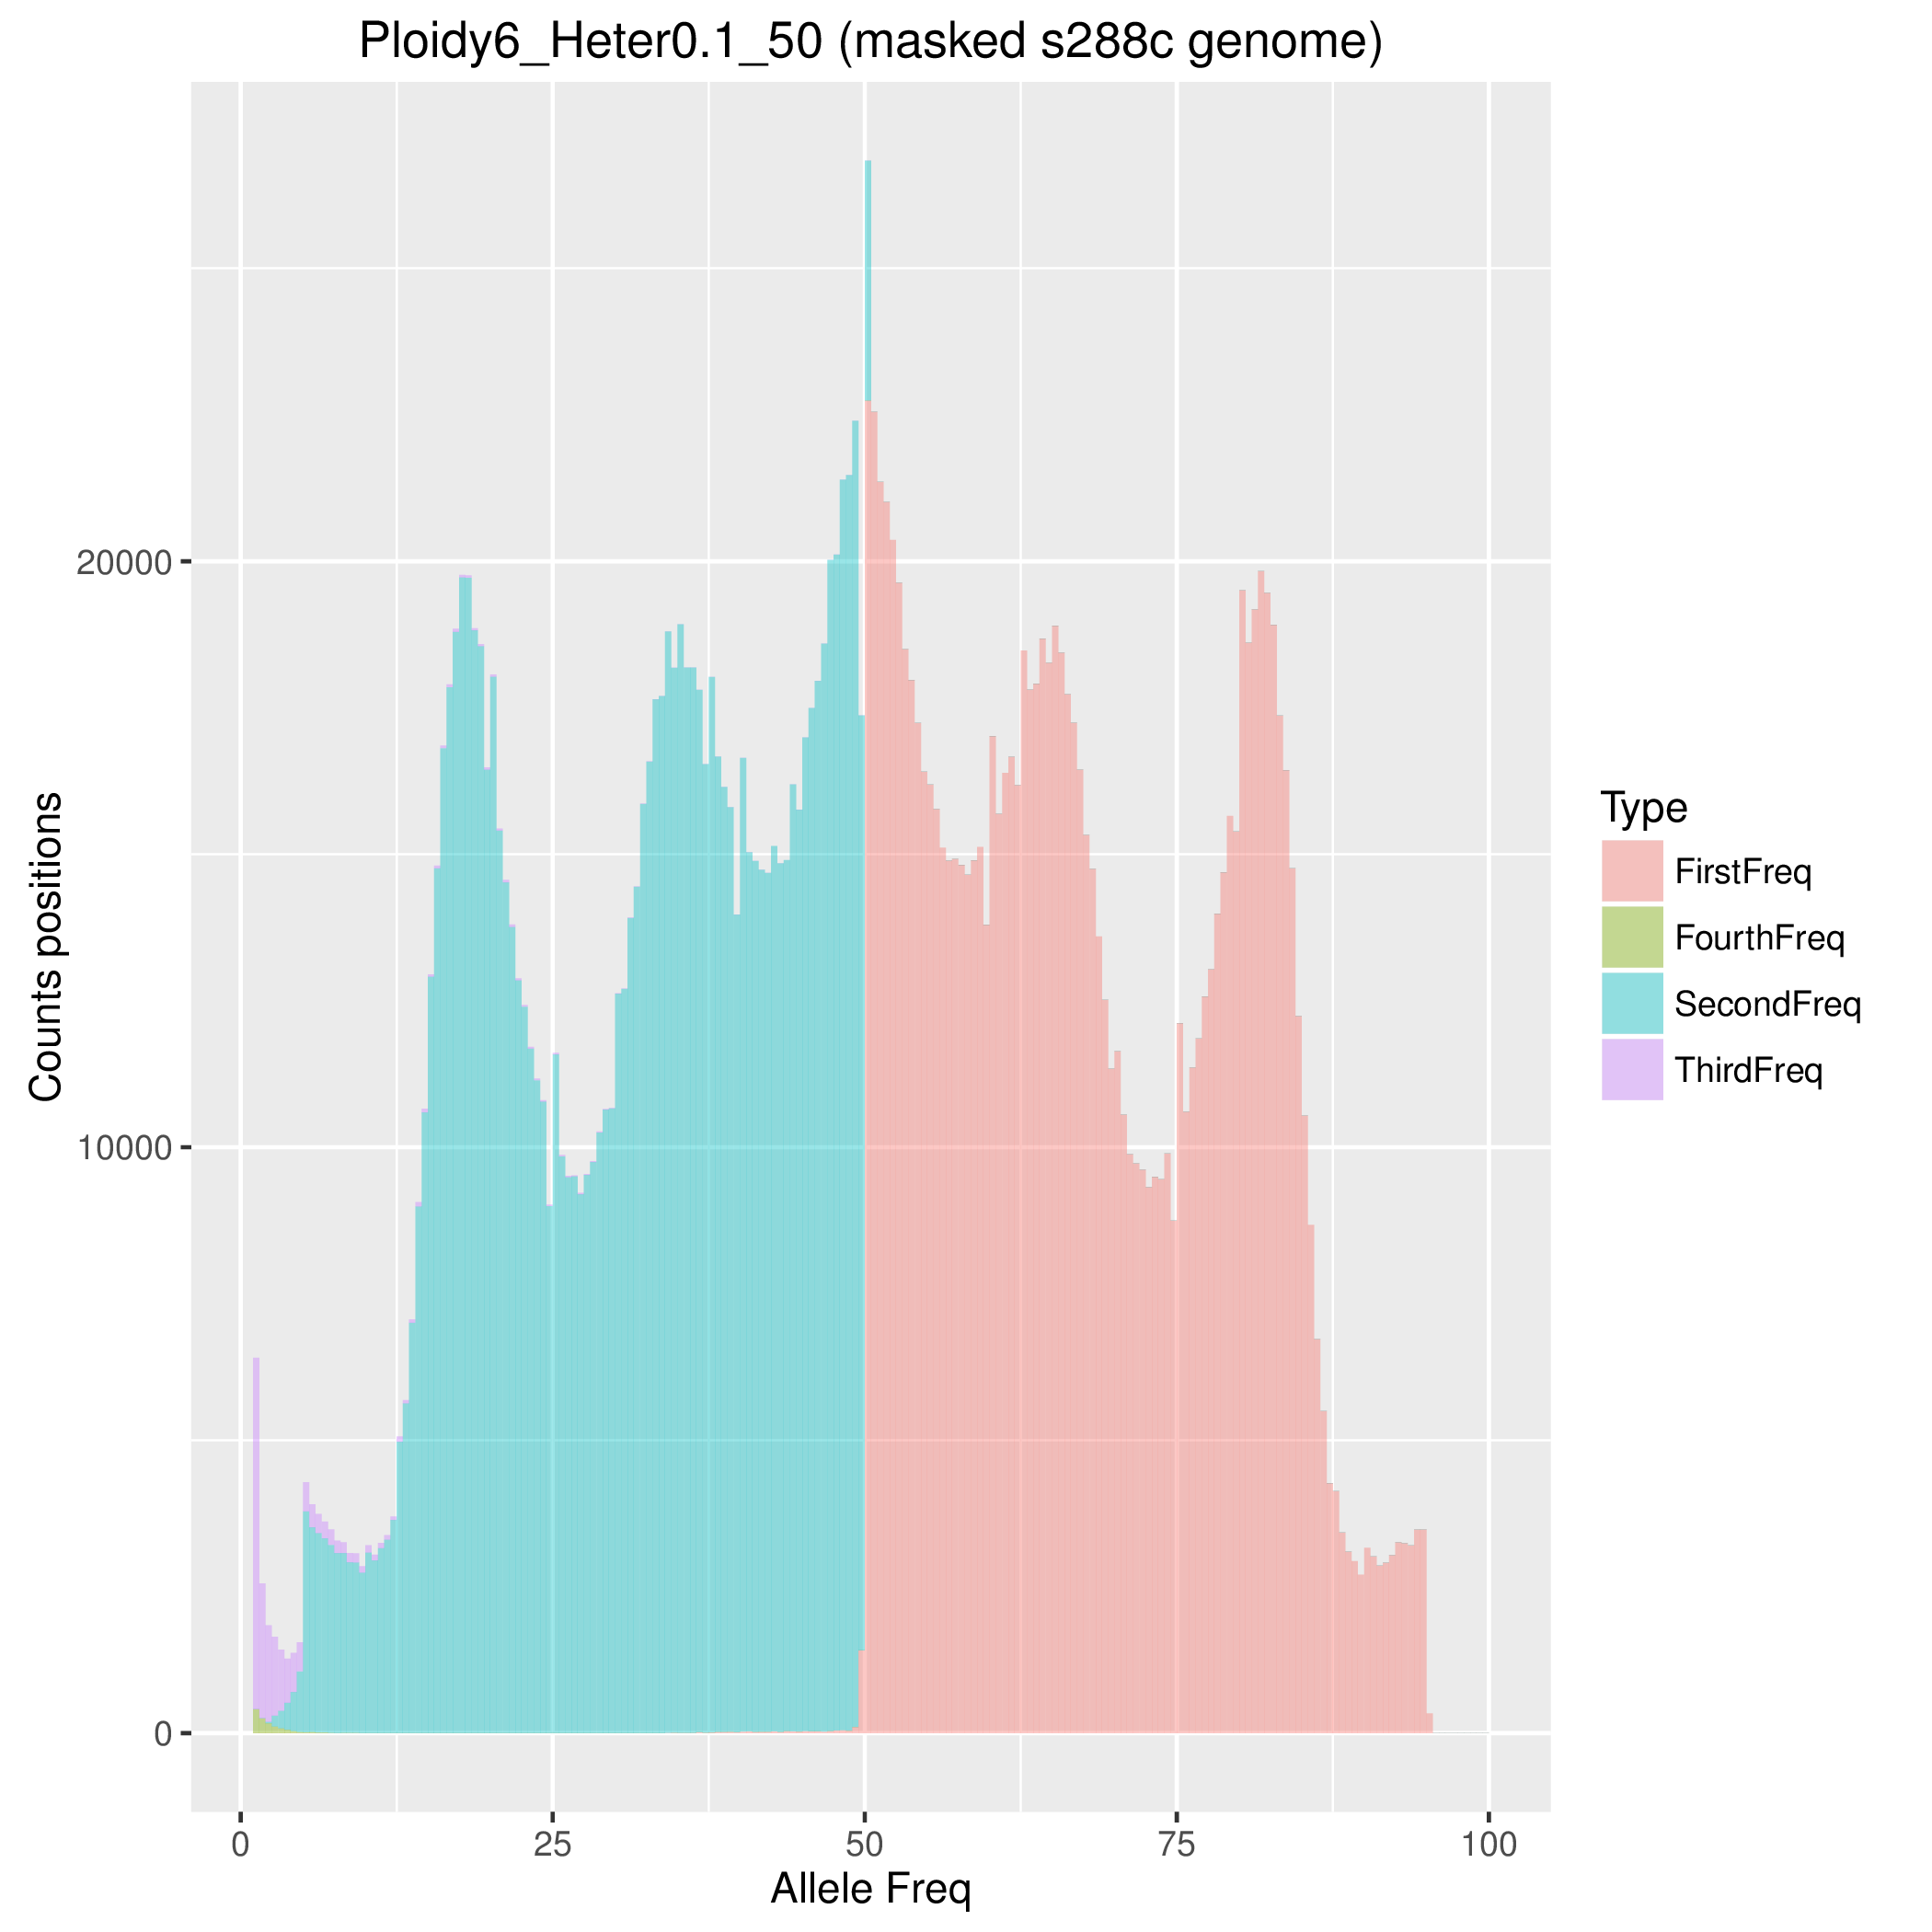 Ploidy6_Heter0.1_50 (masked s288c genome)
Counts positions
20000
10000
0
0
25
50
75
100
Allele Freq
Type
FirstFreq
FourthFreq
SecondFreq
ThirdFreq